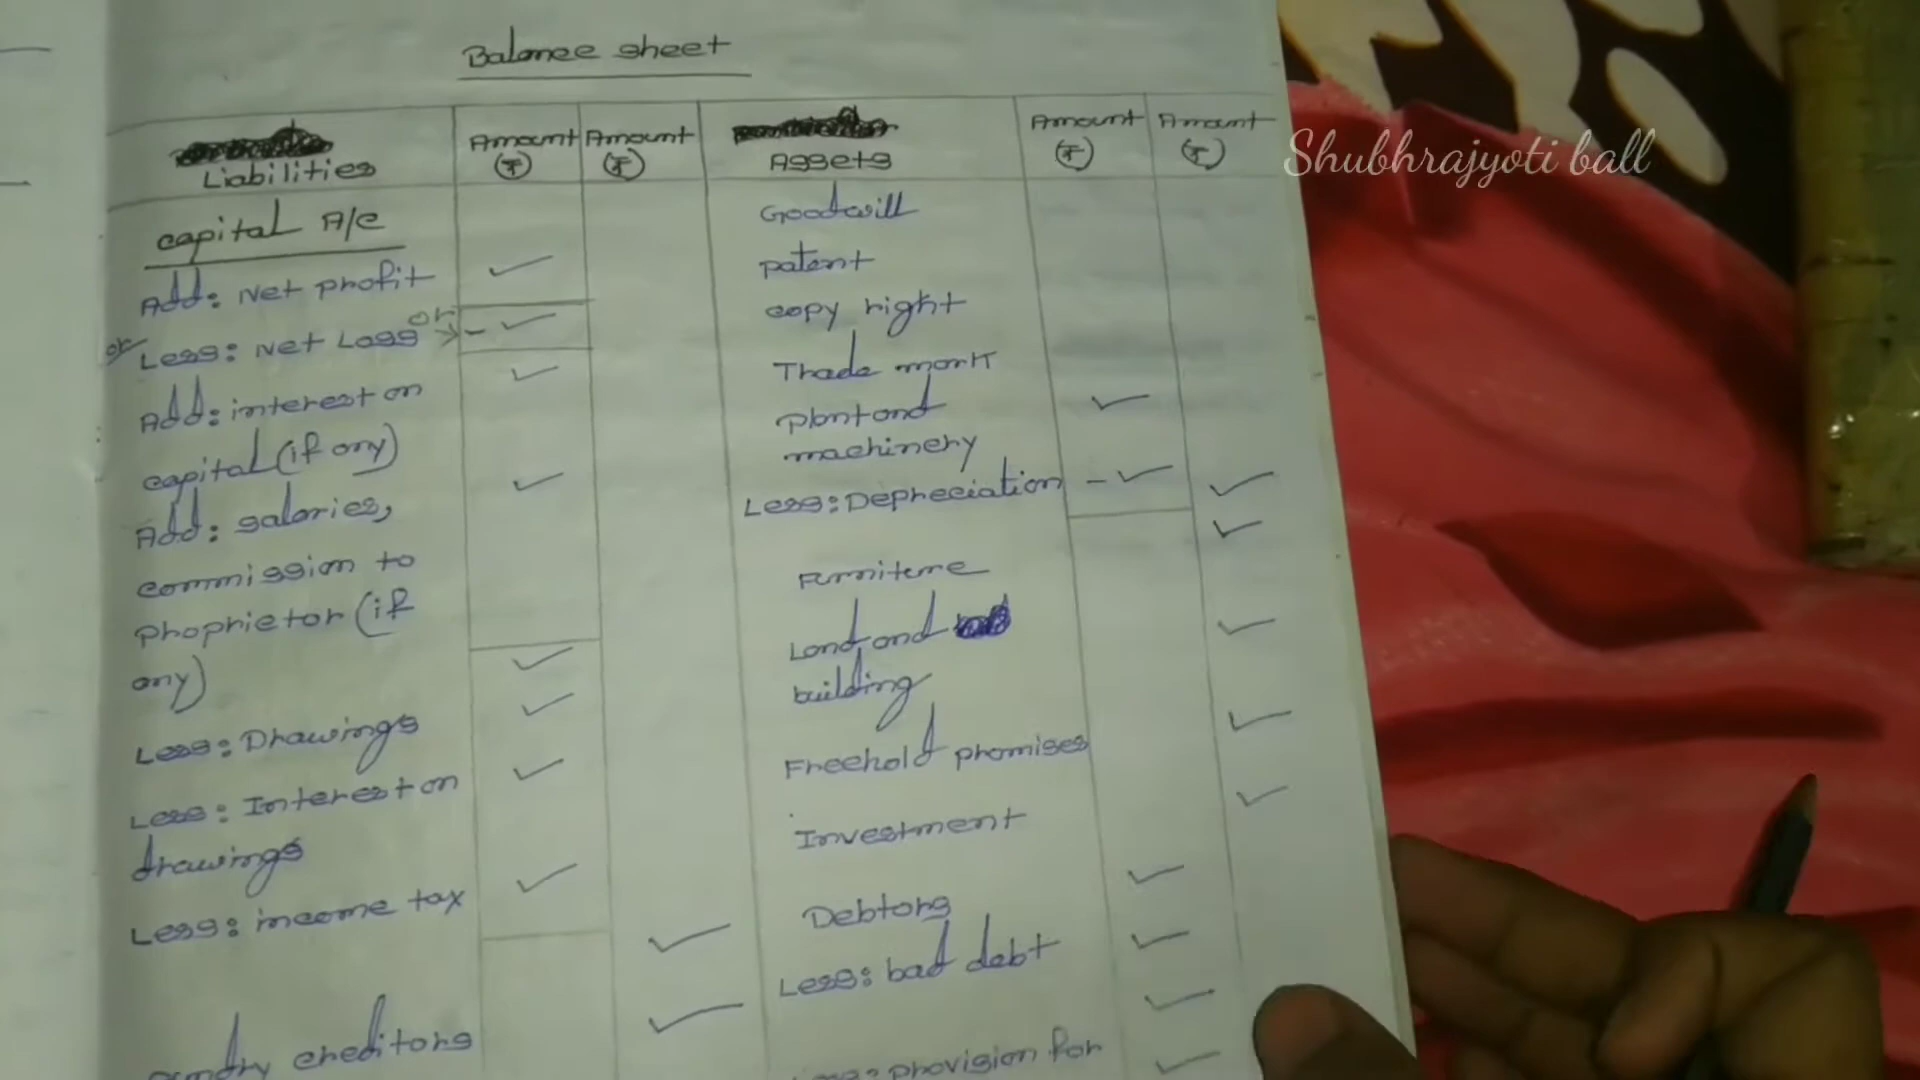 Balance sheet
Liabilities
Amount
(₹)
Amount
(₹)
Assets
Amount
(₹)
Amount
(₹)
Shubhrajyoti ball
capital A/c
Add: Net profit
or
or Less: Net Loss
Add: interest on
capital (if any)
Add: salaries,
commission to
proprietor (if
any)
Less: Drawings
Less: Interest on
drawings
Less: income tax
creditors
Goodwill
patent
copy right
Trade mark
plant and
machinery
Less: Depreciation
Furniture
Land and
building
Freehold promises
Investment
Debtors
Less: bad debt
provision for